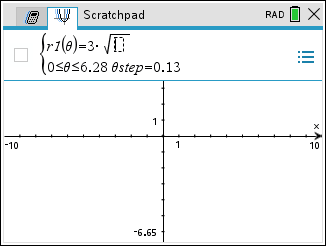 Scratchpad RAD
r1(θ)=3·√
0≤θ≤6.28 θstep=0.13
1
x
-10 1 10
-6.65